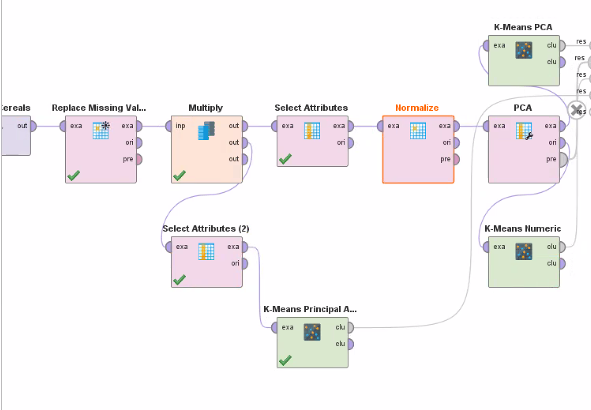 K-Means PCA
exa
clu
res
clu
res
res
res
res
Cereals
out
Replace Missing Val...
exa
exa
ori
pre
Multiply
inp
out
out
out
Select Attributes
exa
exa
ori
Normalize
exa
exa
ori
pre
PCA
exa
exa
ori
pre
Select Attributes (2)
exa
exa
ori
K-Means Numeric
exa
clu
clu
K-Means Principal A...
exa
clu
clu